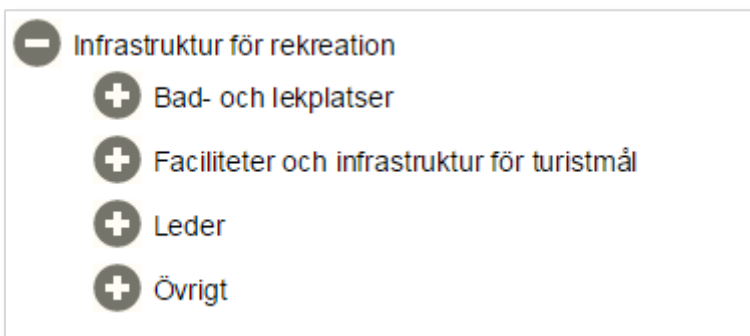 Infrastruktur för rekreation
Bad- och lekplatser
Faciliteter och infrastruktur för turistmål
Leder
Övrigt